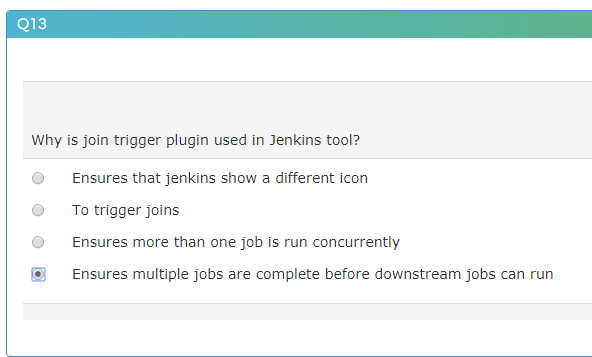 Q13
Why is join trigger plugin used in Jenkins tool?
Ensures that jenkins show a different icon
To trigger joins
Ensures more than one job is run concurrently
Ensures multiple jobs are complete before downstream jobs can run